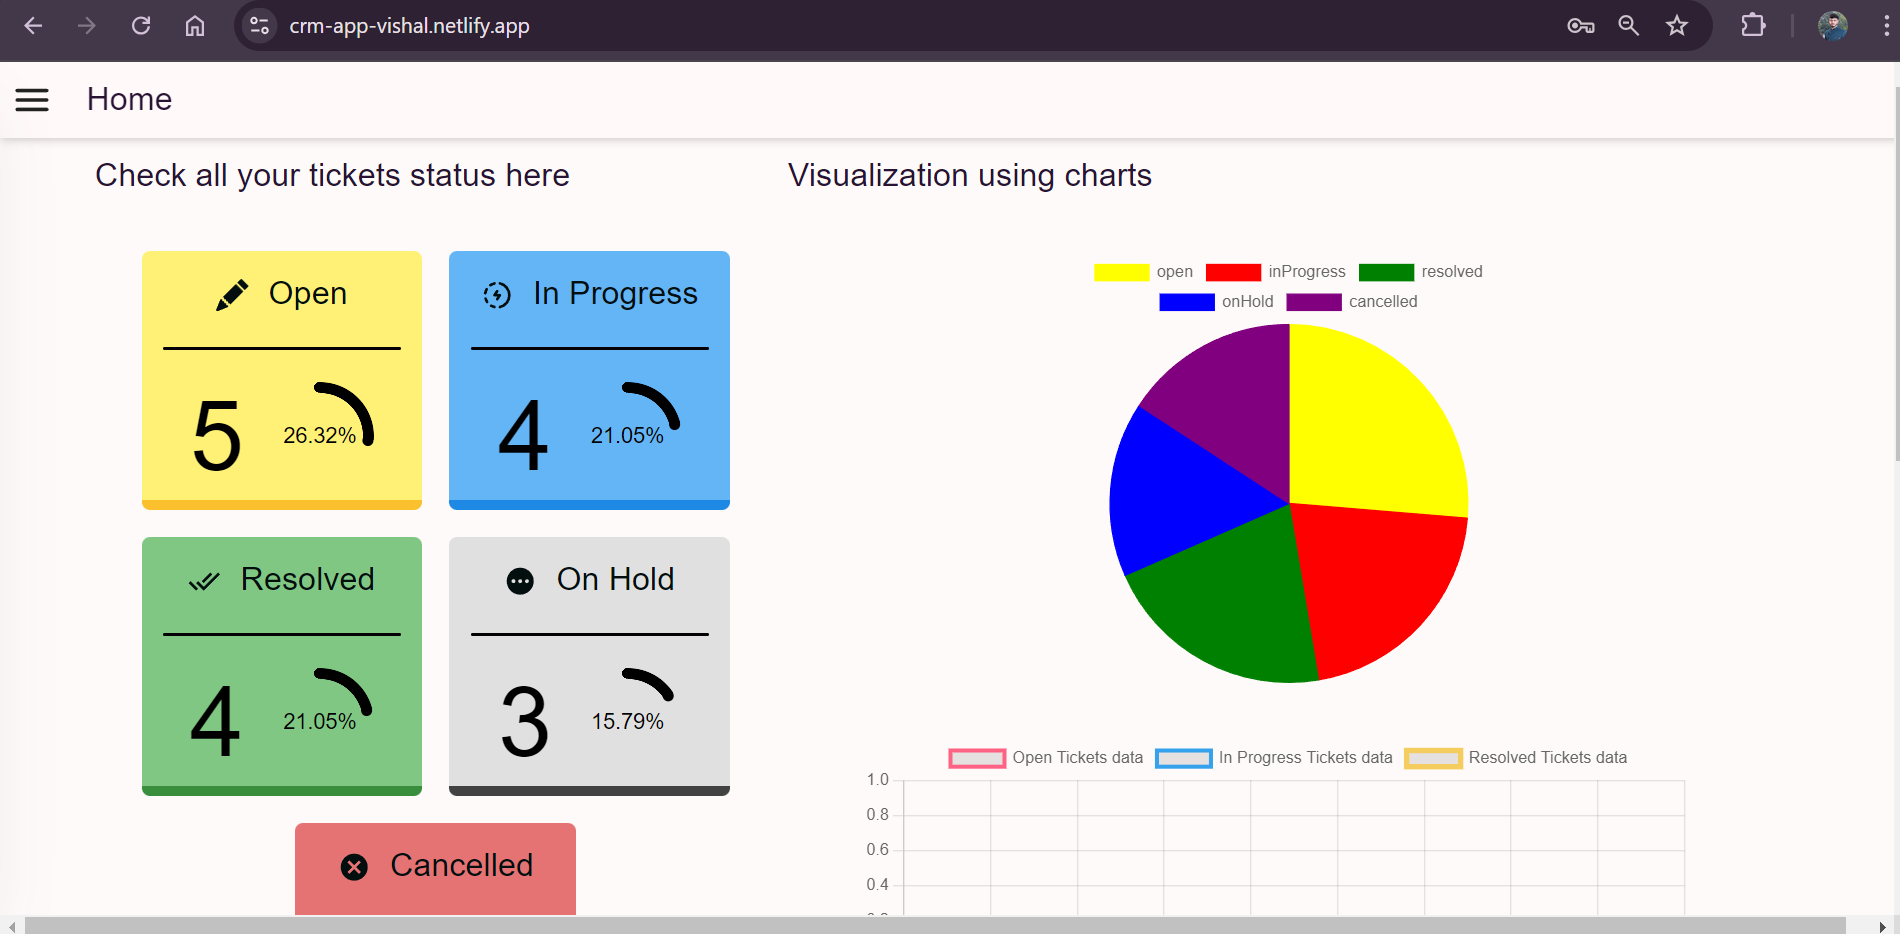 crm-app-vishal.netlify.app
Home
Check all your tickets status here
Open
5
26.32%
In Progress
4
21.05%
Resolved
4
21.05%
On Hold
3
15.79%
Cancelled
Visualization using charts
open inProgress resolved
onHold cancelled
Open Tickets data In Progress Tickets data Resolved Tickets data
1.0
0.8
0.6
0.4